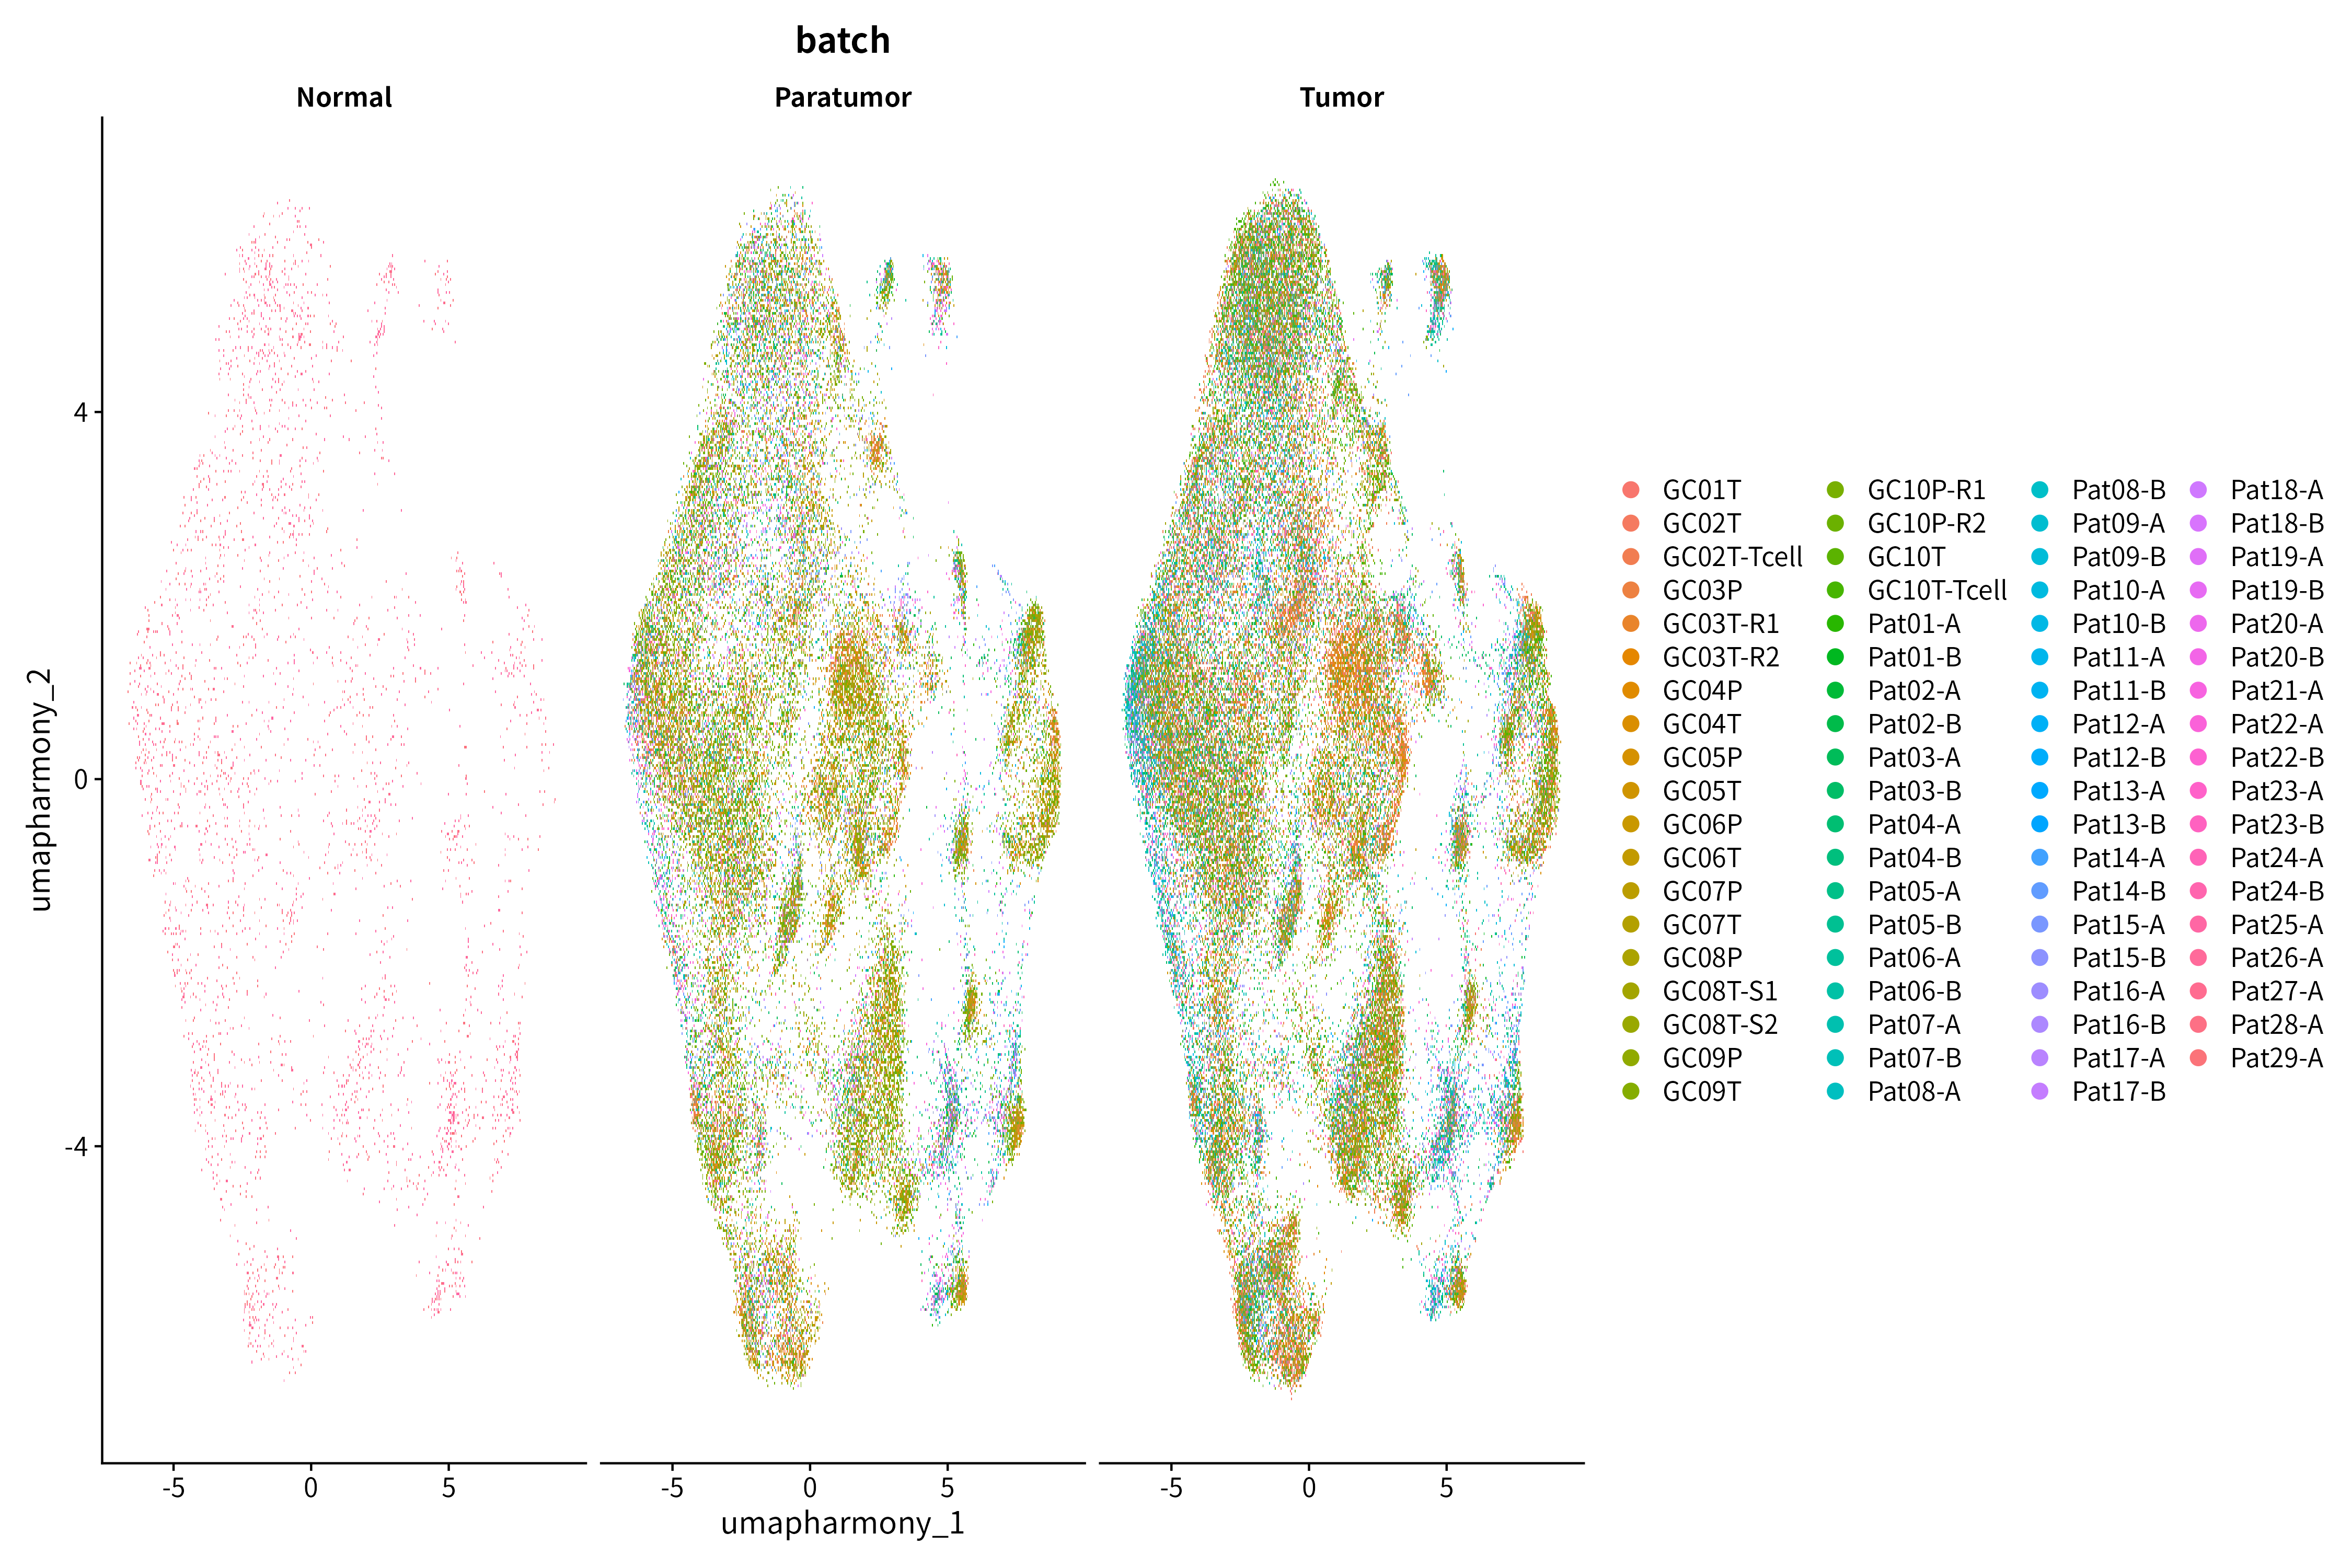 batch
Normal
Paratumor
Tumor
umapharmony_2
4
0
-4
-5 0 5
-5 0 5
-5 0 5
umapharmony_1
GC01T
GC02T
GC02T-Tcell
GC03P
GC03T-R1
GC03T-R2
GC04P
GC04T
GC05P
GC05T
GC06P
GC06T
GC07P
GC07T
GC08P
GC08T-S1
GC08T-S2
GC09P
GC09T
GC10P-R1
GC10P-R2
GC10T
GC10T-Tcell
Pat01-A
Pat01-B
Pat02-A
Pat02-B
Pat03-A
Pat03-B
Pat04-A
Pat04-B
Pat05-A
Pat05-B
Pat06-A
Pat06-B
Pat07-A
Pat07-B
Pat08-A
Pat08-B
Pat09-A
Pat09-B
Pat10-A
Pat10-B
Pat11-A
Pat11-B
Pat12-A
Pat12-B
Pat13-A
Pat13-B
Pat14-A
Pat14-B
Pat15-A
Pat15-B
Pat16-A
Pat16-B
Pat17-A
Pat17-B
Pat18-A
Pat18-B
Pat19-A
Pat19-B
Pat20-A
Pat20-B
Pat21-A
Pat22-A
Pat22-B
Pat23-A
Pat23-B
Pat24-A
Pat24-B
Pat25-A
Pat26-A
Pat27-A
Pat28-A
Pat29-A